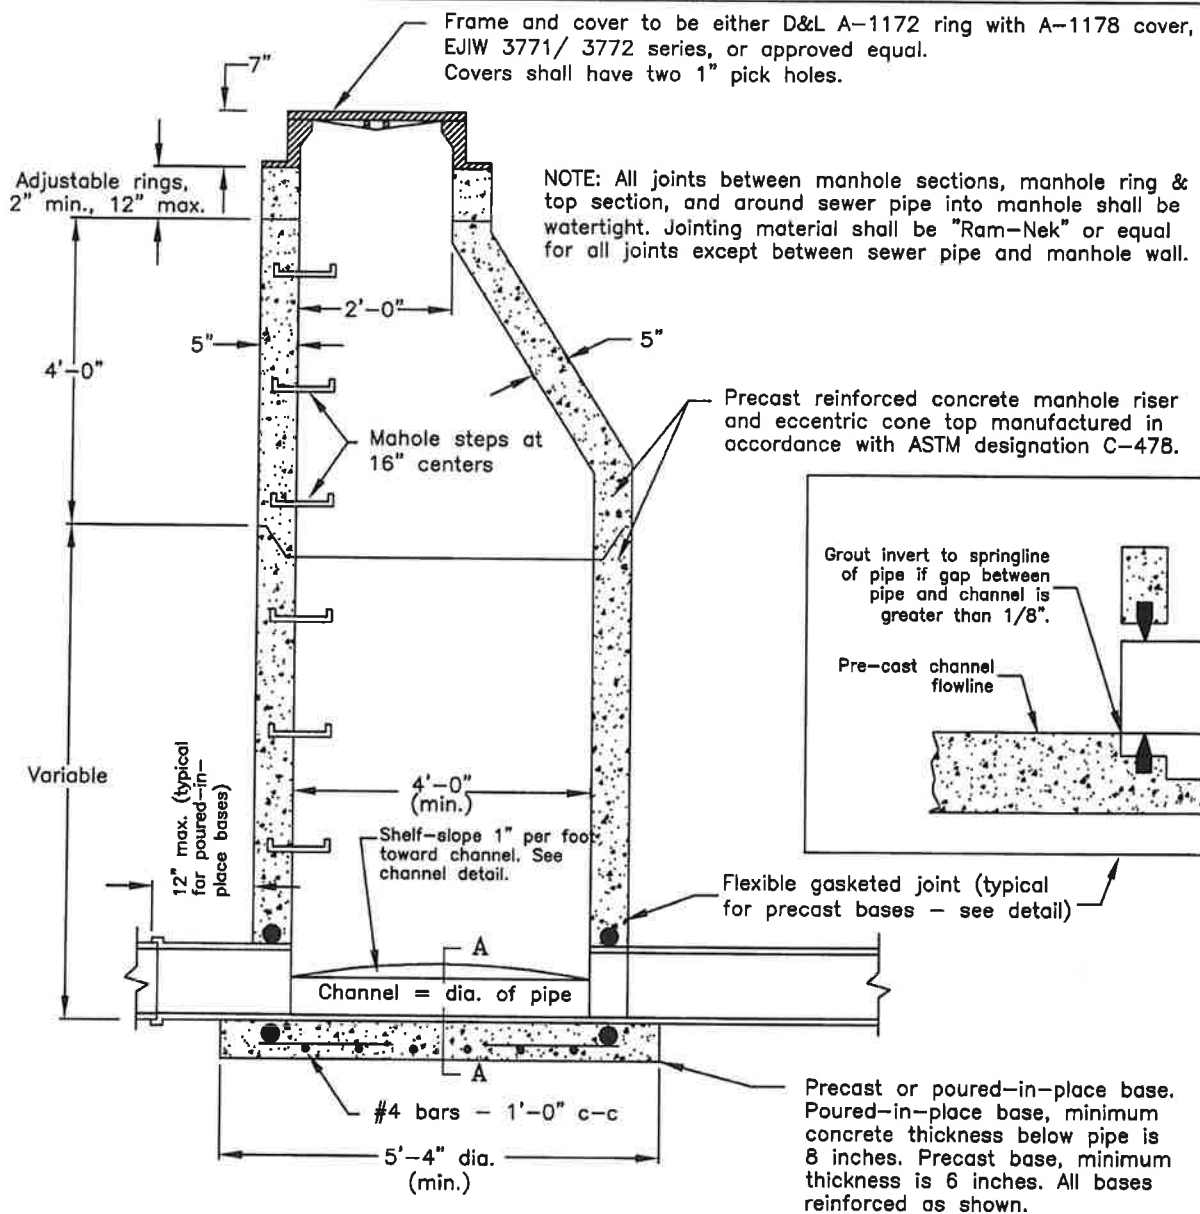 Frame and cover to be either D&L A-1172 ring with A-1178 cover,
EJIW 3771/ 3772 series, or approved equal.
Covers shall have two 1" pick holes.
7"
Adjustable rings,
2" min., 12" max.
NOTE: All joints between manhole sections, manhole ring &
top section, and around sewer pipe into manhole shall be
watertight. Jointing material shall be "Ram-Nek" or equal
for all joints except between sewer pipe and manhole wall.
2'-0"
5"
5"
4'-0"
Precast reinforced concrete manhole riser
and eccentric cone top manufactured in
accordance with ASTM designation C-478.
Mahole steps at
16" centers
Grout invert to springline
of pipe if gap between
pipe and channel is
greater than 1/8".
Pre-cast channel
flowline
Variable
12" max. (typical
for poured-in-
place bases)
4'-0"
(min.)
Shelf-slope 1" per foot
toward channel. See
channel detail.
Flexible gasketed joint (typical
for precast bases - see detail)
A
Channel = dia. of pipe
A
#4 bars - 1'-0" c-c
5'-4" dia.
(min.)
Precast or poured-in-place base.
Poured-in-place base, minimum
concrete thickness below pipe is
8 inches. Precast base, minimum
thickness is 6 inches. All bases
reinforced as shown.